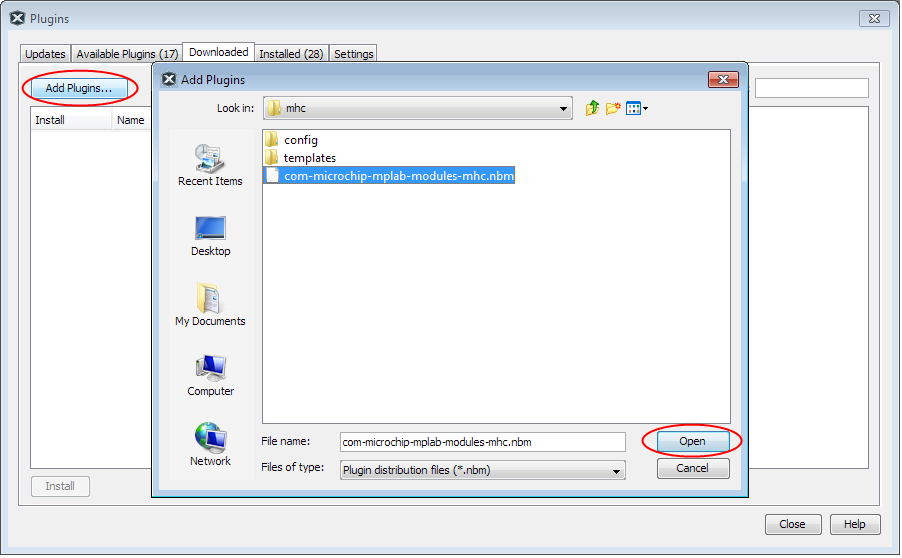 Plugins
Updates Available Plugins (17) Downloaded Installed (28) Settings
Add Plugins...
Install Name
Add Plugins
Look in: mhc
config
templates
com-microchip-mplab-modules-mhc.nbm
Recent Items
Desktop
My Documents
Computer
Network
File name: com-microchip-mplab-modules-mhc.nbm Open
Files of type: Plugin distribution files (*.nbm) Cancel
Install
Close Help